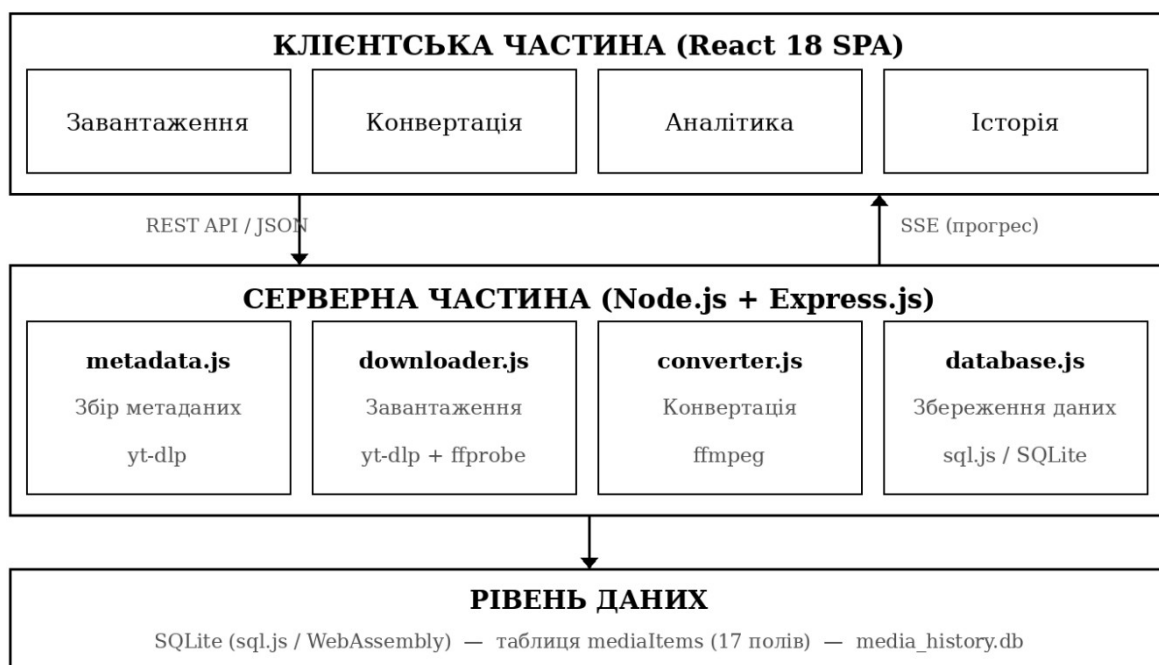 КЛІЄНТСЬКА ЧАСТИНА (React 18 SPA)
Завантаження
Конвертація
Аналітика
Історія
REST API / JSON
SSE (прогрес)
СЕРВЕРНА ЧАСТИНА (Node.js + Express.js)
metadata.js
Збір метаданих
yt-dlp
downloader.js
Завантаження
yt-dlp + ffprobe
converter.js
Конвертація
ffmpeg
database.js
Збереження даних
sql.js / SQLite
РІВЕНЬ ДАНИХ
SQLite (sql.js / WebAssembly) — таблиця mediaItems (17 полів) — media_history.db